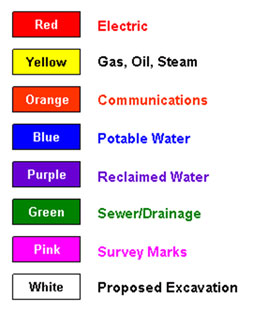 Red Electric
Yellow Gas, Oil, Steam
Orange Communications
Blue Potable Water
Purple Reclaimed Water
Green Sewer/Drainage
Pink Survey Marks
White Proposed Excavation